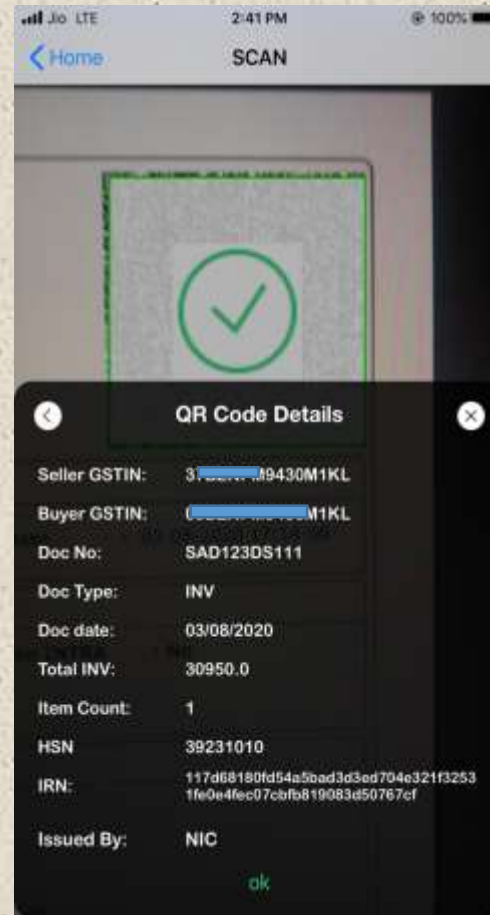 Jio LTE 2:41 PM 100%
Home SCAN
QR Code Details
Seller GSTIN: M9430M1KL
Buyer GSTIN: M1KL
Doc No: SAD123DS111
Doc Type: INV
Doc date: 03/08/2020
Total INV: 30950.0
Item Count: 1
HSN 39231010
IRN: 117d68180fd54a5bad3d3ed704e321f3253
1fe0e4fec07cbfb819083d50767cf
Issued By: NIC
ok